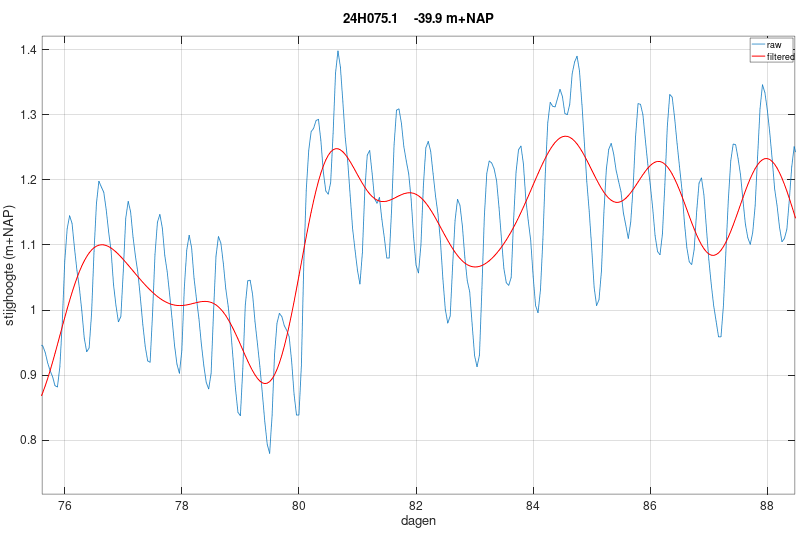 24H075.1 -39.9 m+NAP
raw
filtered
stijghoogte (m+NAP)
1.4
1.3
1.2
1.1
1
0.9
0.8
76 78 80 82 84 86 88
dagen